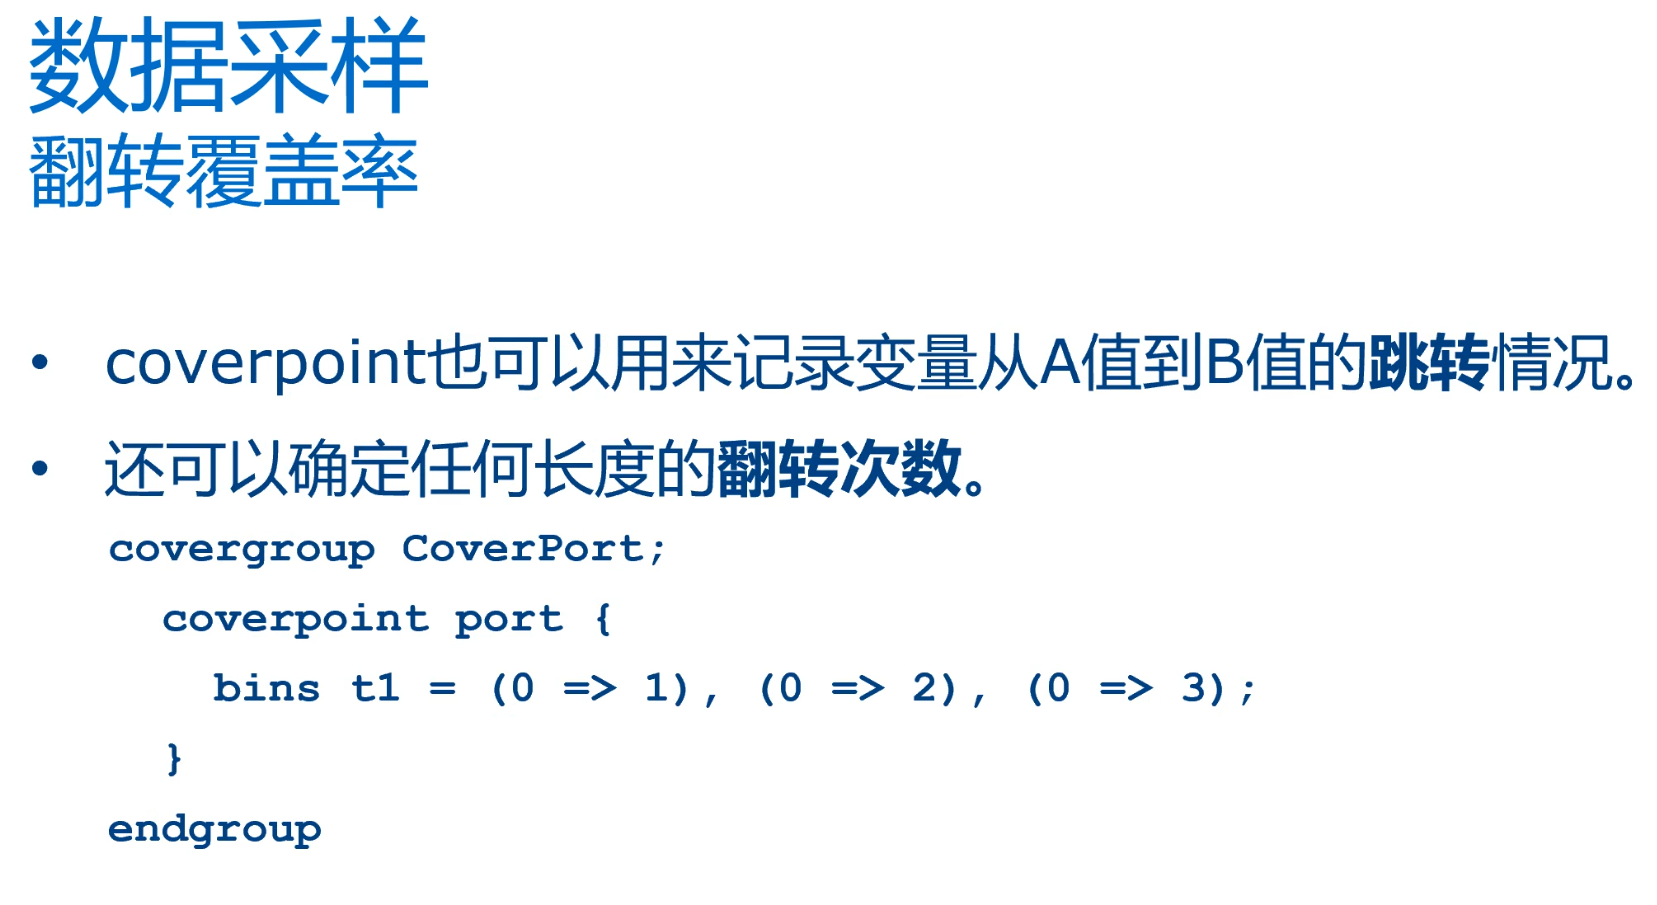 数据采样
翻转覆盖率
• coverpoint也可以用来记录变量从A值到B值的跳转情况。
• 还可以确定任何长度的翻转次数。
covergroup CoverPort;
  coverpoint port {
    bins t1 = (0 => 1), (0 => 2), (0 => 3);
  }
endgroup